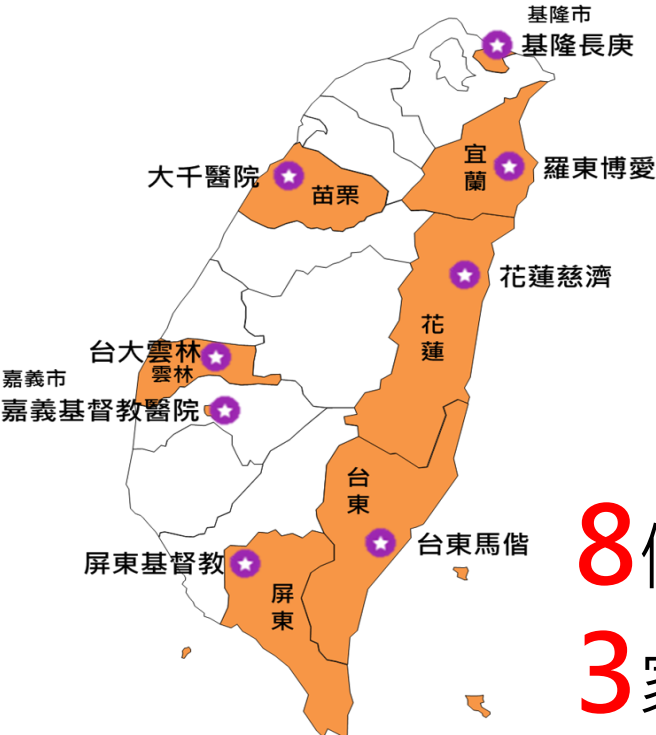 基隆市
基隆長庚
宜蘭
羅東博愛
大千醫院
苗栗
花蓮慈濟
花蓮
台大雲林
雲林
嘉義市
嘉義基督教醫院
台東
台東馬偕
屏東基督教
屏東
8
3